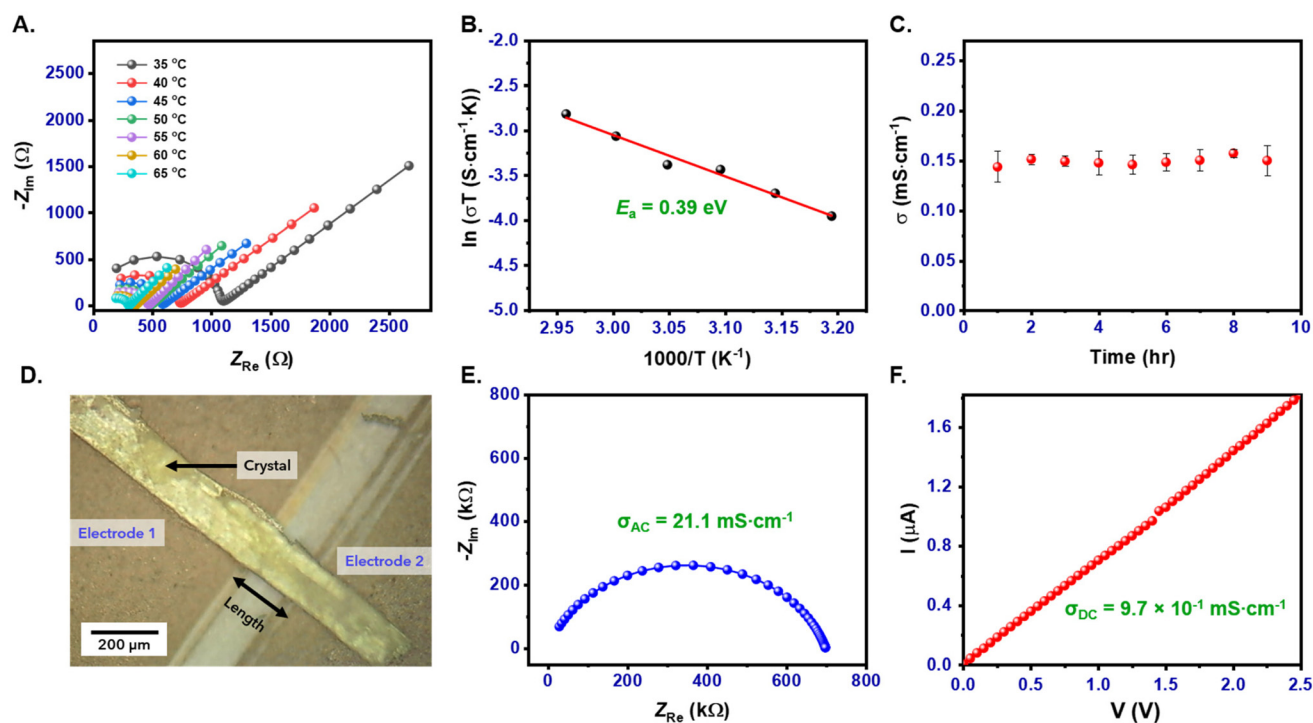 A.
2500
2000
1500
1000
500
0
0 500 1000 1500 2000 2500
-Z_Im (Ω)
Z_Re (Ω)
35 °C
40 °C
45 °C
50 °C
55 °C
60 °C
65 °C
B.
-2.0
-2.5
-3.0
-3.5
-4.0
-4.5
-5.0
2.95 3.00 3.05 3.10 3.15 3.20
ln (σT (S·cm⁻¹·K))
1000/T (K⁻¹)
E_a = 0.39 eV
C.
0.25
0.20
0.15
0.10
0.05
0.00
0 2 4 6 8 10
σ (mS·cm⁻¹)
Time (hr)
D.
Crystal
Electrode 1
Electrode 2
Length
200 µm
E.
800
600
400
200
0
0 200 400 600 800
-Z_Im (kΩ)
Z_Re (kΩ)
σ_AC = 21.1 mS·cm⁻¹
F.
1.6
1.2
0.8
0.4
0.0
0.0 0.5 1.0 1.5 2.0 2.5
I (µA)
V (V)
σ_DC = 9.7 × 10⁻¹ mS·cm⁻¹